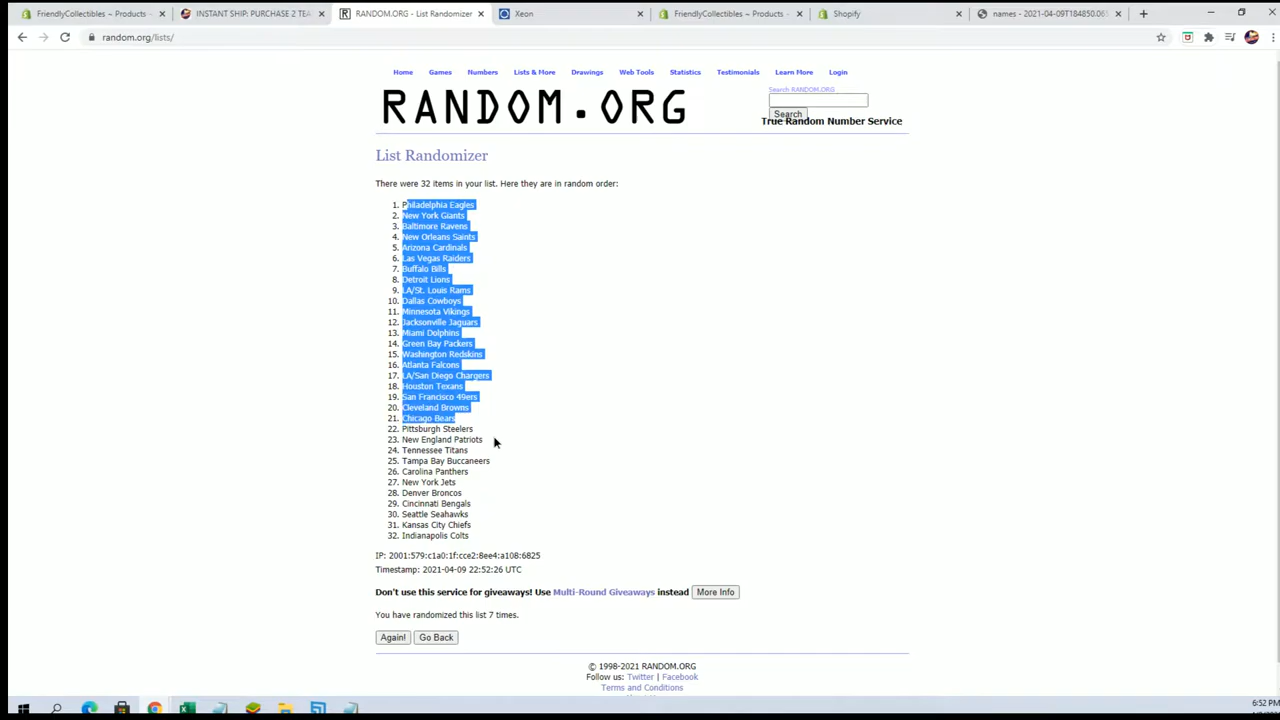 FriendlyCollectibles ~ Products ·
INSTANT SHIP: PURCHASE 2 TEA
RANDOM.ORG - List Randomizer
Xeon
FriendlyCollectibles ~ Products ·
Shopify
names - 2021-04-09T184850.06
random.org/lists/
Home Games Numbers Lists & More Drawings Web Tools Statistics Testimonials Learn More Login
Search RANDOM.ORG
RANDOM.ORG
Search
True Random Number Service
List Randomizer
There were 32 items in your list. Here they are in random order:
1. Philadelphia Eagles
2. New York Giants
3. Baltimore Ravens
4. New Orleans Saints
5. Arizona Cardinals
6. Las Vegas Raiders
7. Buffalo Bills
8. Detroit Lions
9. LA/St. Louis Rams
10. Dallas Cowboys
11. Minnesota Vikings
12. Jacksonville Jaguars
13. Miami Dolphins
14. Green Bay Packers
15. Washington Redskins
16. Atlanta Falcons
17. LA/San Diego Chargers
18. Houston Texans
19. San Francisco 49ers
20. Cleveland Browns
21. Chicago Bears
22. Pittsburgh Steelers
23. New England Patriots
24. Tennessee Titans
25. Tampa Bay Buccaneers
26. Carolina Panthers
27. New York Jets
28. Denver Broncos
29. Cincinnati Bengals
30. Seattle Seahawks
31. Kansas City Chiefs
32. Indianapolis Colts
IP: 2001:579:c1a0:1f:cce2:8ee4:a108:6825
Timestamp: 2021-04-09 22:52:26 UTC
Don't use this service for giveaways! Use Multi-Round Giveaways instead More Info
You have randomized this list 7 times.
Again! Go Back
© 1998-2021 RANDOM.ORG
Follow us: Twitter | Facebook
Terms and Conditions
6:52 PM